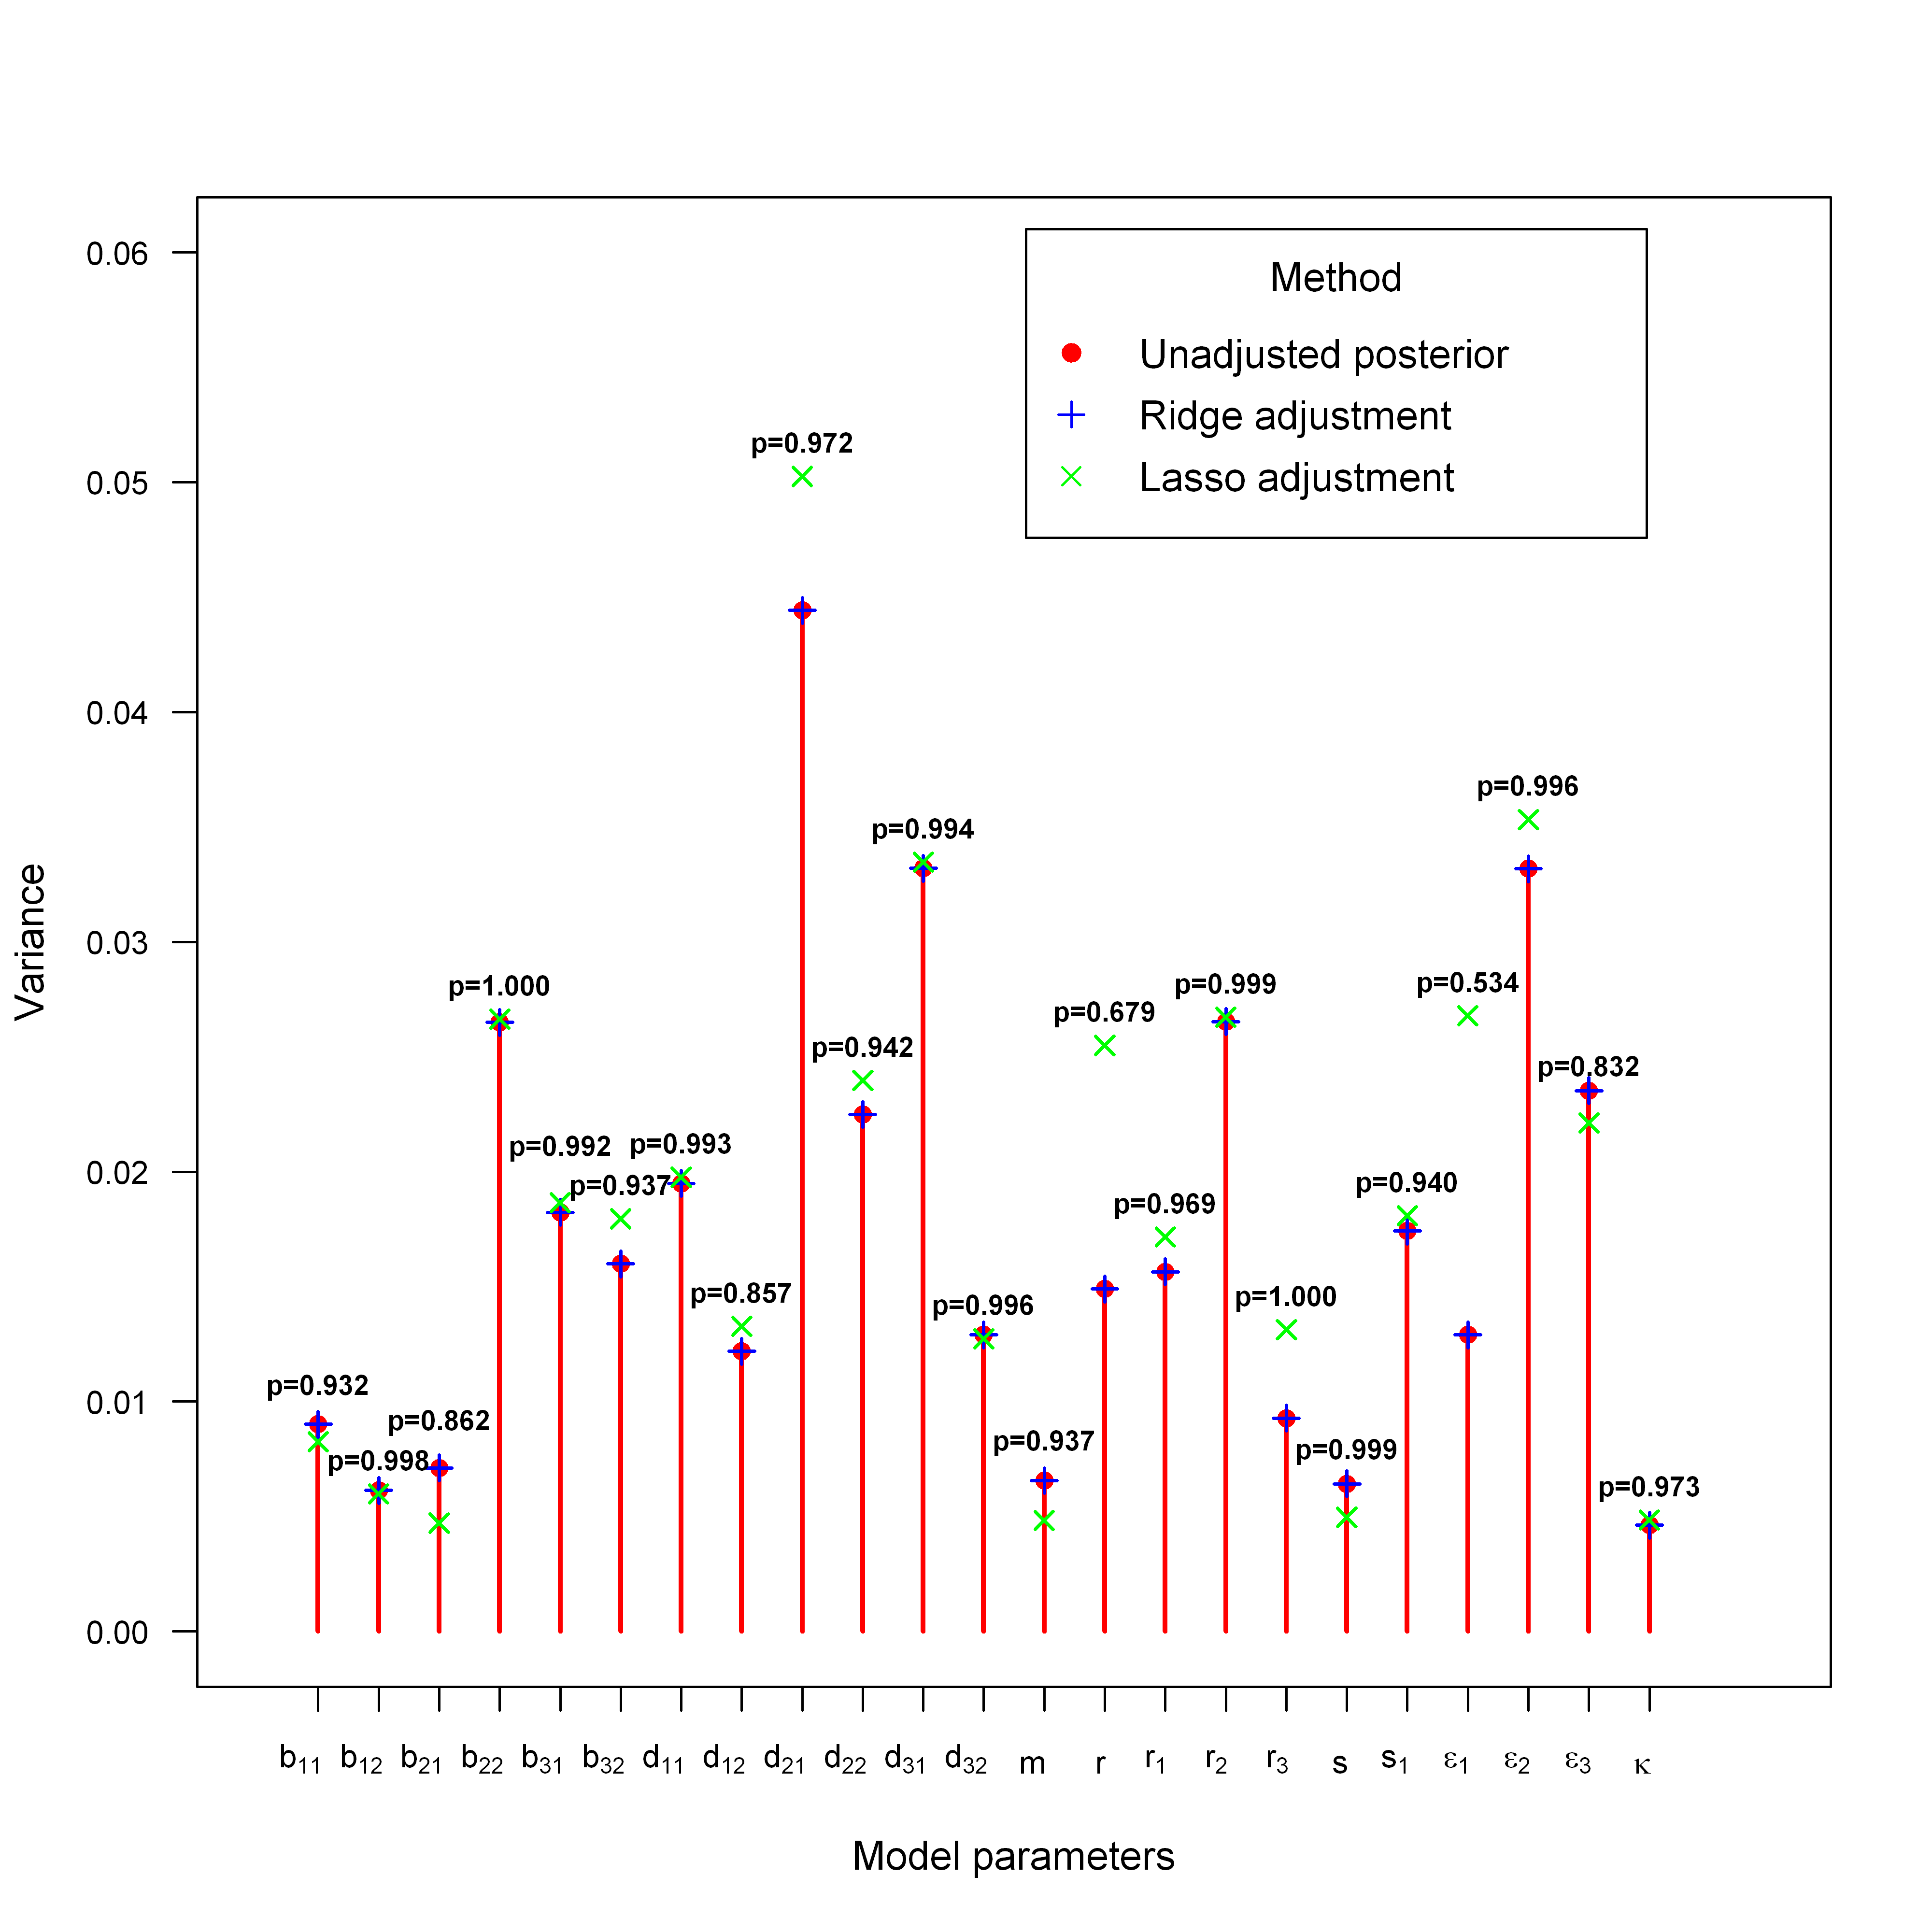 Method
Unadjusted posterior
Ridge adjustment
Lasso adjustment
0.06
0.05
0.04
0.03
0.02
0.01
0.00
Variance
p=0.932
p=0.998
p=0.862
p=1.000
p=0.992
p=0.937
p=0.993
p=0.857
p=0.972
p=0.942
p=0.994
p=0.996
p=0.937
p=0.679
p=0.969
p=0.999
p=1.000
p=0.999
p=0.940
p=0.534
p=0.996
p=0.832
p=0.973
b11 b12 b21 b22 b31 b32 d11 d12 d21 d22 d31 d32 m r r1 r2 r3 s s1 ε1 ε2 ε3 κ
Model parameters